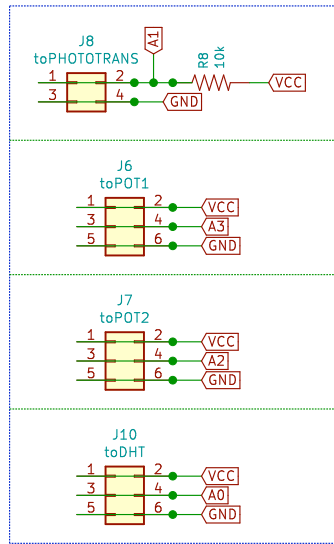 J8
toPHOTOTRANS
A1
R8
10k
1 2 VCC
3 4 GND
J6
toPOT1
1 2 VCC
3 4 A3
5 6 GND
J7
toPOT2
1 2 VCC
3 4 A2
5 6 GND
J10
toDHT
1 2 VCC
3 4 A0
5 6 GND